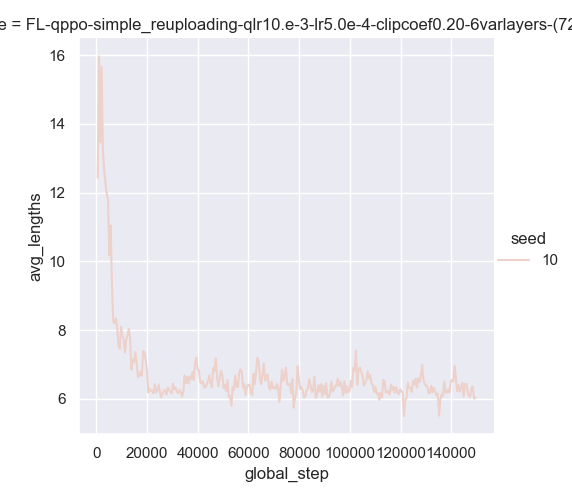 e = FL-qppo-simple_reuploading-qlr10.e-3-lr5.0e-4-clipcoef0.20-6varlayers-(72
16
14
12
10
8
6
avg_lengths
0 20000 40000 60000 80000 100000 120000 140000
global_step
seed
10